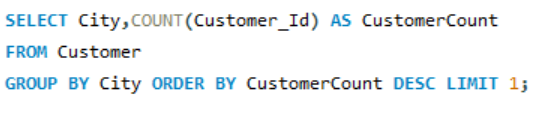 SELECT City,COUNT(Customer_Id) AS CustomerCount
FROM Customer
GROUP BY City ORDER BY CustomerCount DESC LIMIT 1;